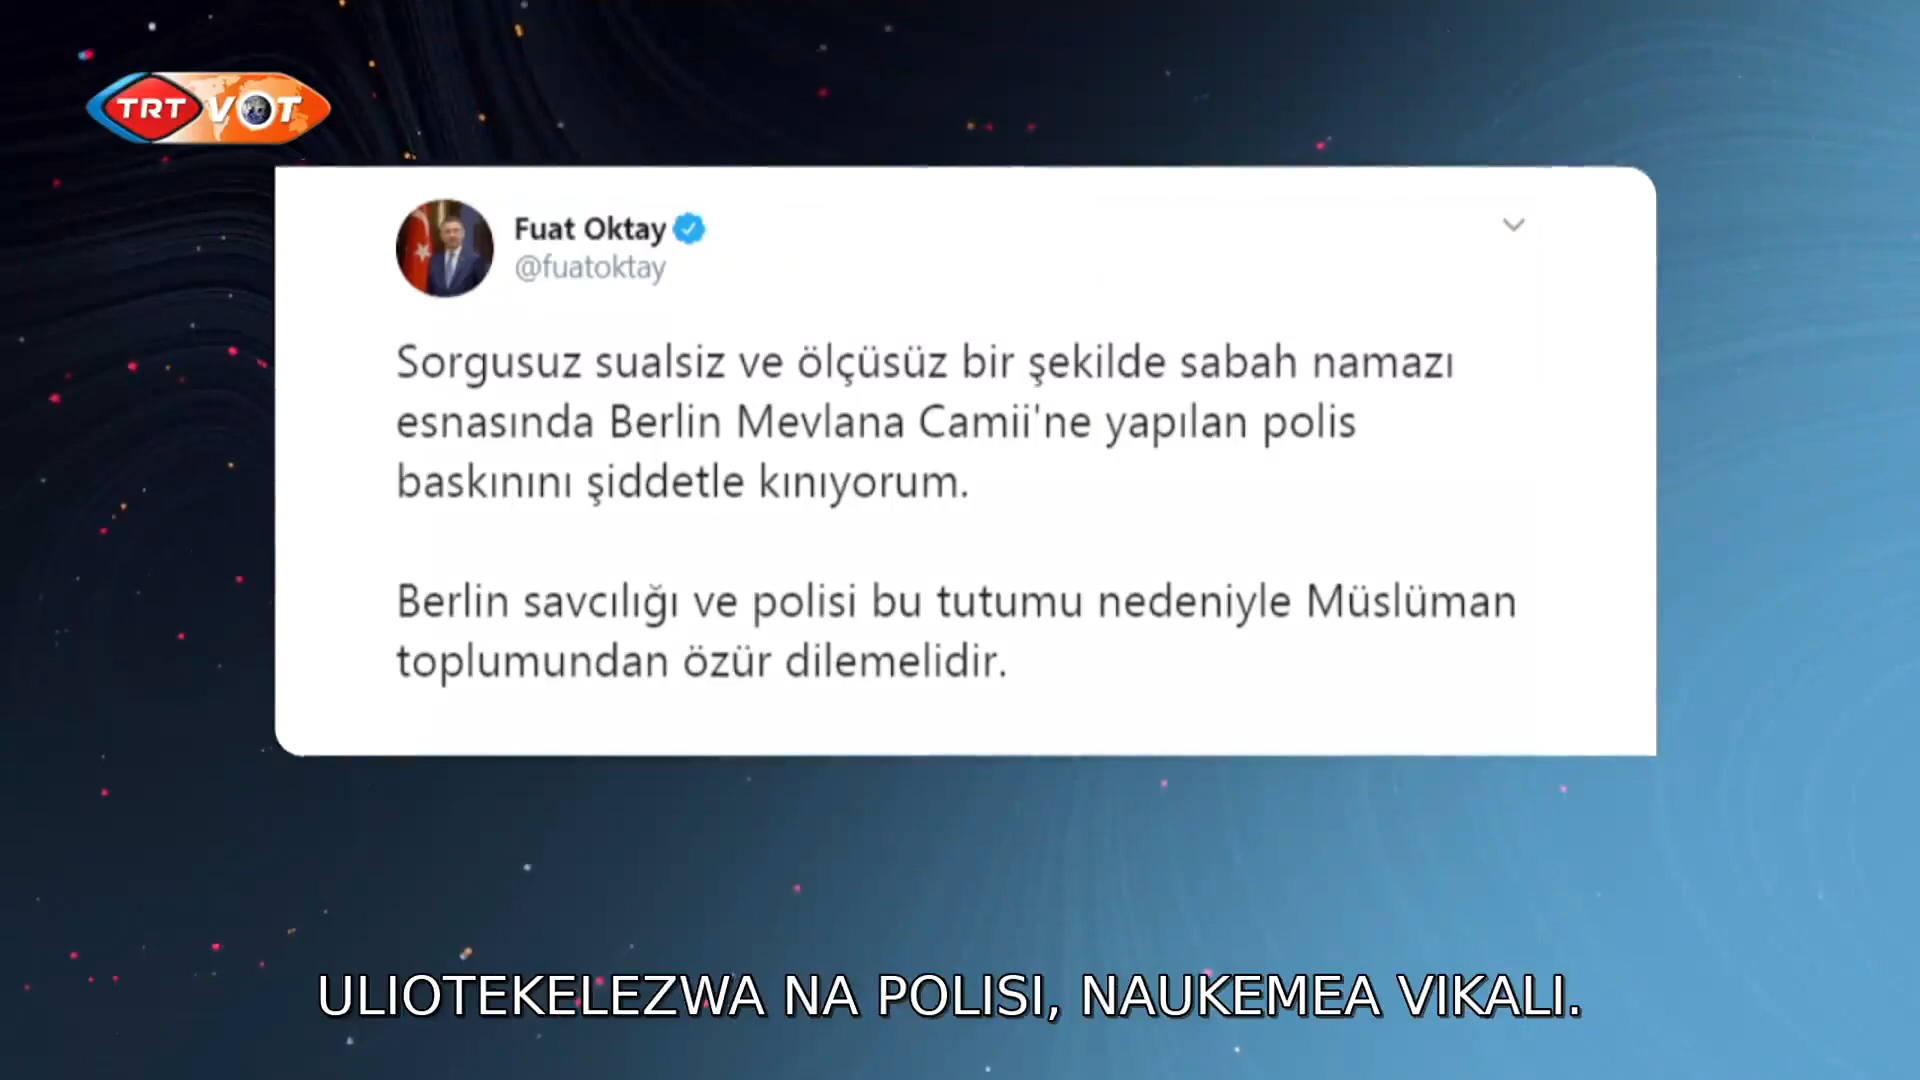 TRT VOT
Fuat Oktay
@fuatoktay
Sorgusuz sualsiz ve ölçüsüz bir şekilde sabah namazı
esnasında Berlin Mevlana Camii'ne yapılan polis
baskınını şiddetle kınıyorum.
Berlin savcılığı ve polisi bu tutumu nedeniyle Müslüman
toplumundan özür dilemelidir.
ULIOTEKELEZWA NA POLISI, NAUKEMEA VIKALI.